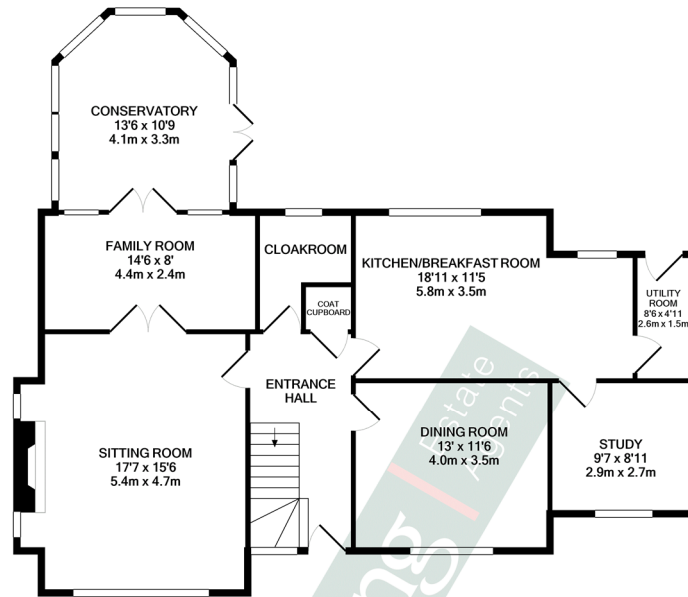 CONSERVATORY
13'6 x 10'9
4.1m x 3.3m
FAMILY ROOM
14'6 x 8'
4.4m x 2.4m
CLOAKROOM
COAT
CUPBOARD
KITCHEN/BREAKFAST ROOM
18'11 x 11'5
5.8m x 3.5m
UTILITY
ROOM
8'6 x 4'11
2.6m x 1.5m
ENTRANCE
HALL
SITTING ROOM
17'7 x 15'6
5.4m x 4.7m
DINING ROOM
13' x 11'6
4.0m x 3.5m
STUDY
9'7 x 8'11
2.9m x 2.7m
Estate
Agents